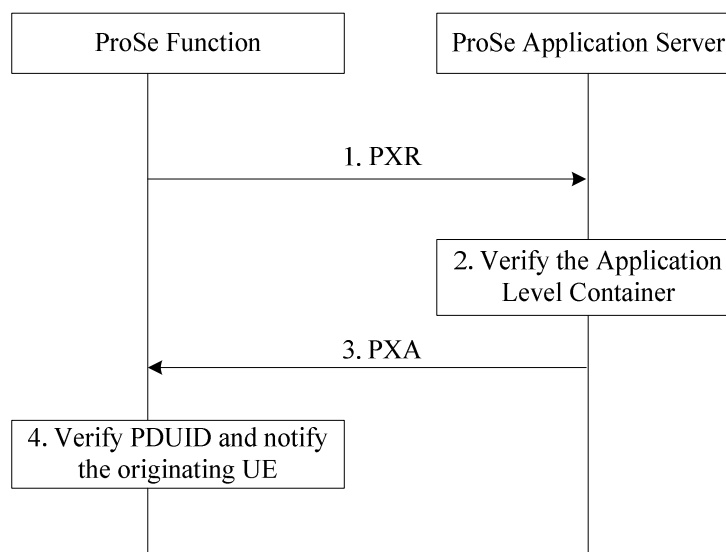 ProSe Function
ProSe Application Server
1. PXR
2. Verify the Application
Level Container
3. PXA
4. Verify PDUID and notify
the originating UE